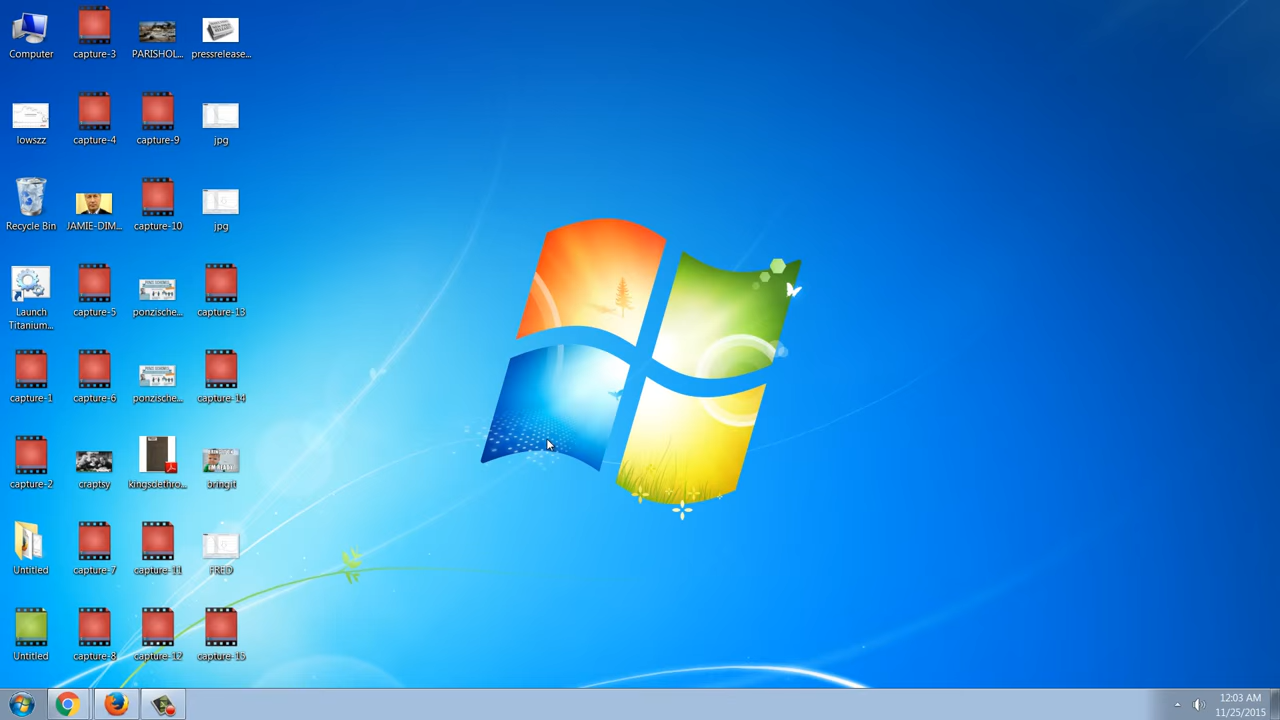 Computer
capture-3
PARISHOL...
pressrelease...
lowszz
capture-4
capture-9
jpg
Recycle Bin
JAMIE-DIM...
capture-10
jpg
Launch
Titanium...
capture-5
ponzische...
capture-13
capture-1
capture-6
ponzische...
capture-14
capture-2
craptsy
kingsdethro...
bringit
Untitled
capture-7
capture-11
FRED
Untitled
capture-8
capture-12
capture-15
12:03 AM
11/25/2015